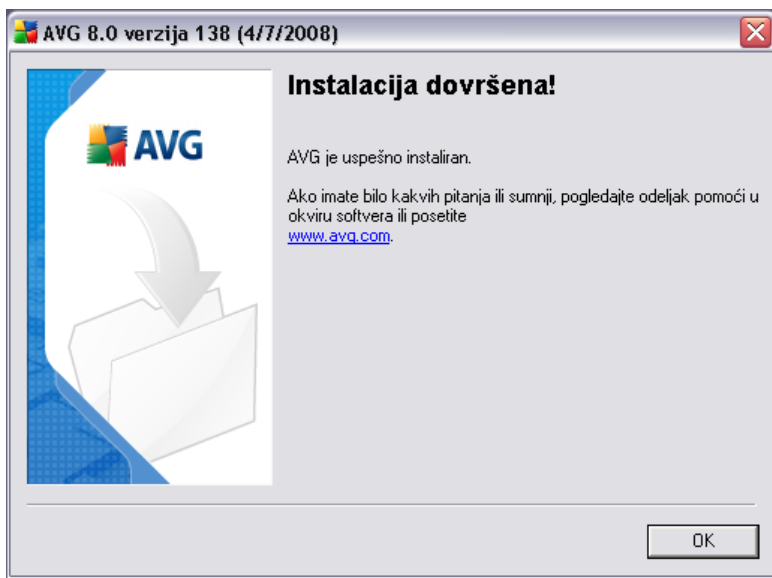 AVG 8.0 verzija 138 (4/7/2008)
AVG
Instalacija dovršena!
AVG je uspešno instaliran.
Ako imate bilo kakvih pitanja ili sumnji, pogledajte odeljak pomoći u
okviru softvera ili posetite
www.avg.com.
OK